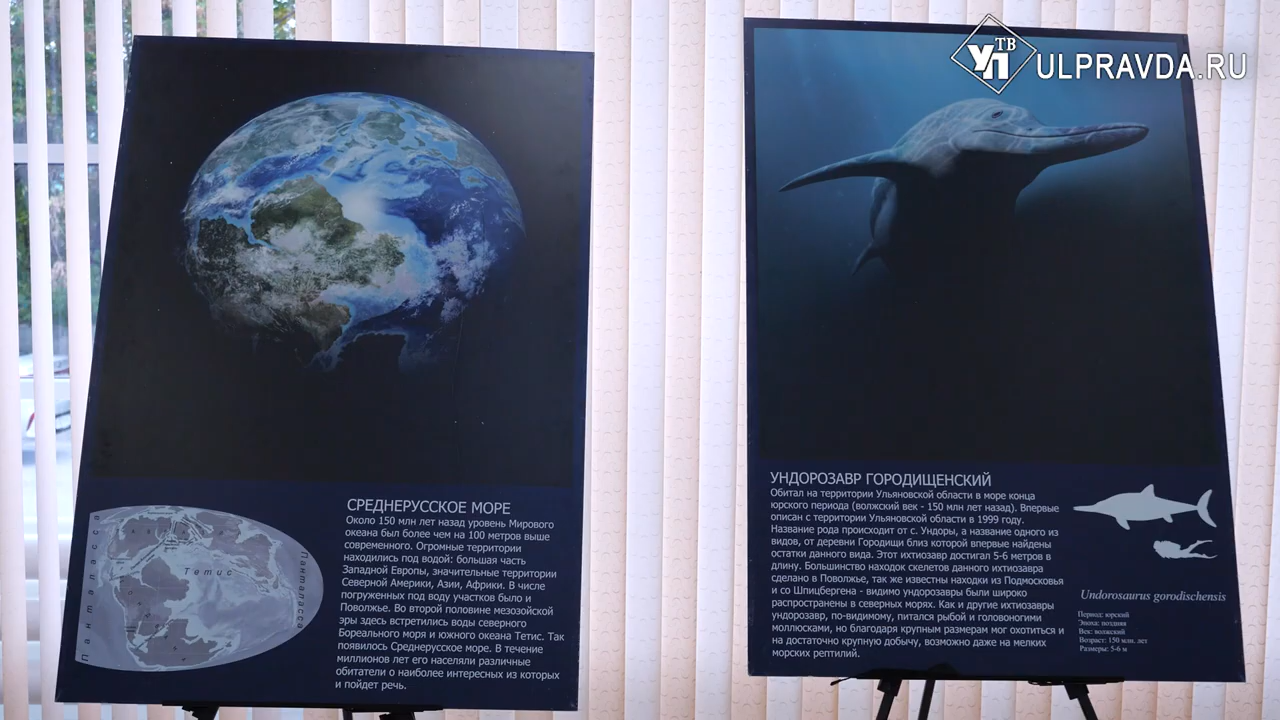 ТВ
УП
ULPRAVDA.RU
СРЕДНЕРУССКОЕ МОРЕ
Около 150 млн лет назад уровень Мирового
океана был более чем на 100 метров выше
современного. Огромные территории
находились под водой: большая часть
Западной Европы, значительные территории
Северной Америки, Азии, Африки. В числе
погруженных под воду участков было и
Поволжье. Во второй половине мезозойской
эры здесь встретились воды северного
Бореального моря и южного океана Тетис. Так
появилось Среднерусское море. В течение
миллионов лет его населяли различные
обитатели о наиболее интересных из которых
и пойдет речь.
Панталасса
Тетис
Панталасса
УНДОРОЗАВР ГОРОДИЩЕНСКИЙ
Обитал на территории Ульяновской области в море конца
юрского периода (волжский век - 150 млн лет назад). Впервые
описан с территории Ульяновской области в 1999 году.
Название рода происходит от с. Ундоры, а название одного из
видов, от деревни Городищи близ которой впервые найдены
остатки данного вида. Этот ихтиозавр достигал 5-6 метров в
длину. Большинство находок скелетов данного ихтиозавра
сделано в Поволжье, так же известны находки из Подмосковья
и со Шпицбергена - видимо ундорозавры были широко
распространены в северных морях. Как и другие ихтиозавры
ундорозавр, по-видимому, питался рыбой и головоногими
моллюсками, но благодаря крупным размерам мог охотиться и
на достаточно крупную добычу, возможно даже на мелких
морских рептилий.
Undorosaurus gorodischensis
Период: юрский
Эпоха: поздняя
Век: волжский
Возраст: 150 млн. лет
Размеры: 5-6 м